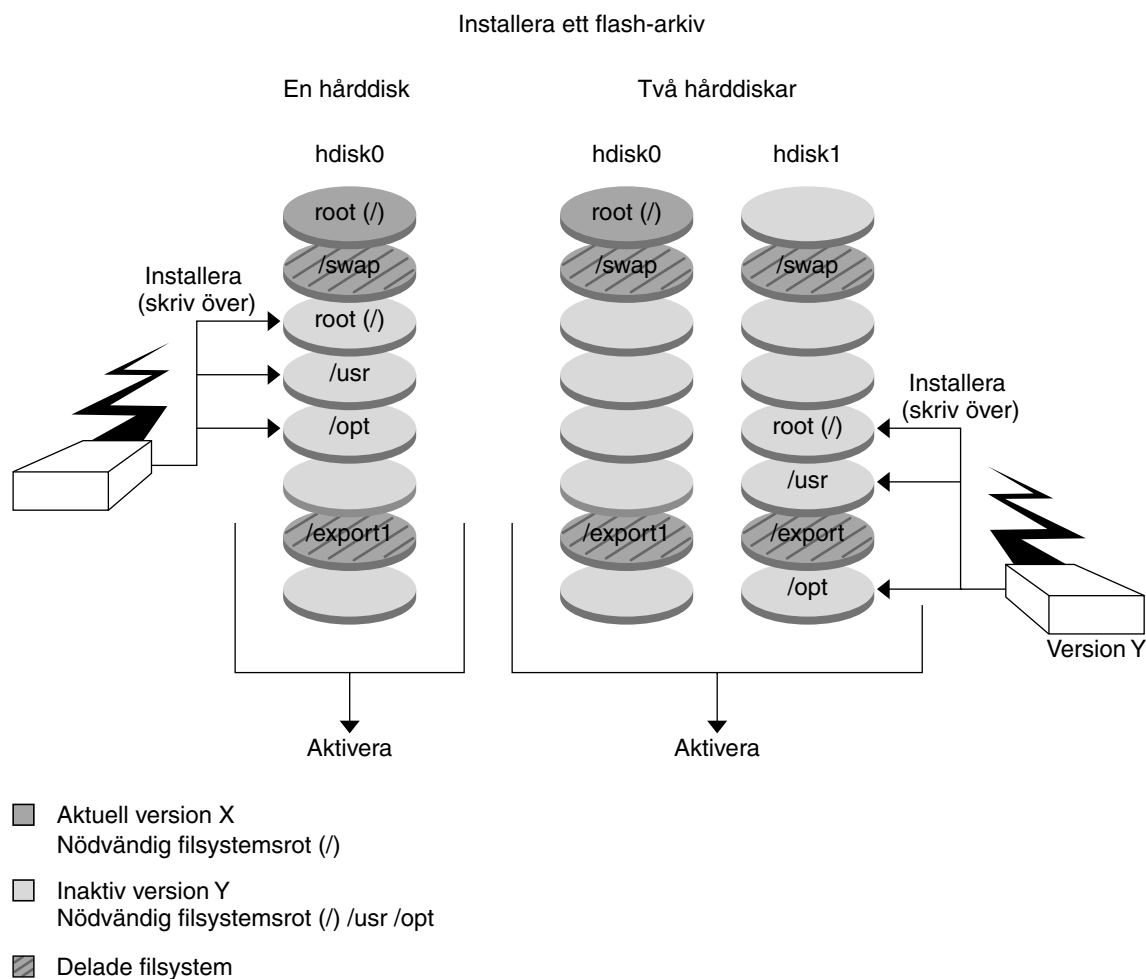 Installera ett flash-arkiv
En hårddisk
Två hårddiskar
hdisk0
hdisk0
hdisk1
root (/)
/swap
root (/)
/usr
/opt
/export1
Installera
(skriv över)
root (/)
/swap
/export1
/swap
root (/)
/usr
/export
/opt
Installera
(skriv över)
Version Y
Aktivera
Aktivera
Aktuell version X
Nödvändig filsystemsrot (/)
Inaktiv version Y
Nödvändig filsystemsrot (/) /usr /opt
Delade filsystem